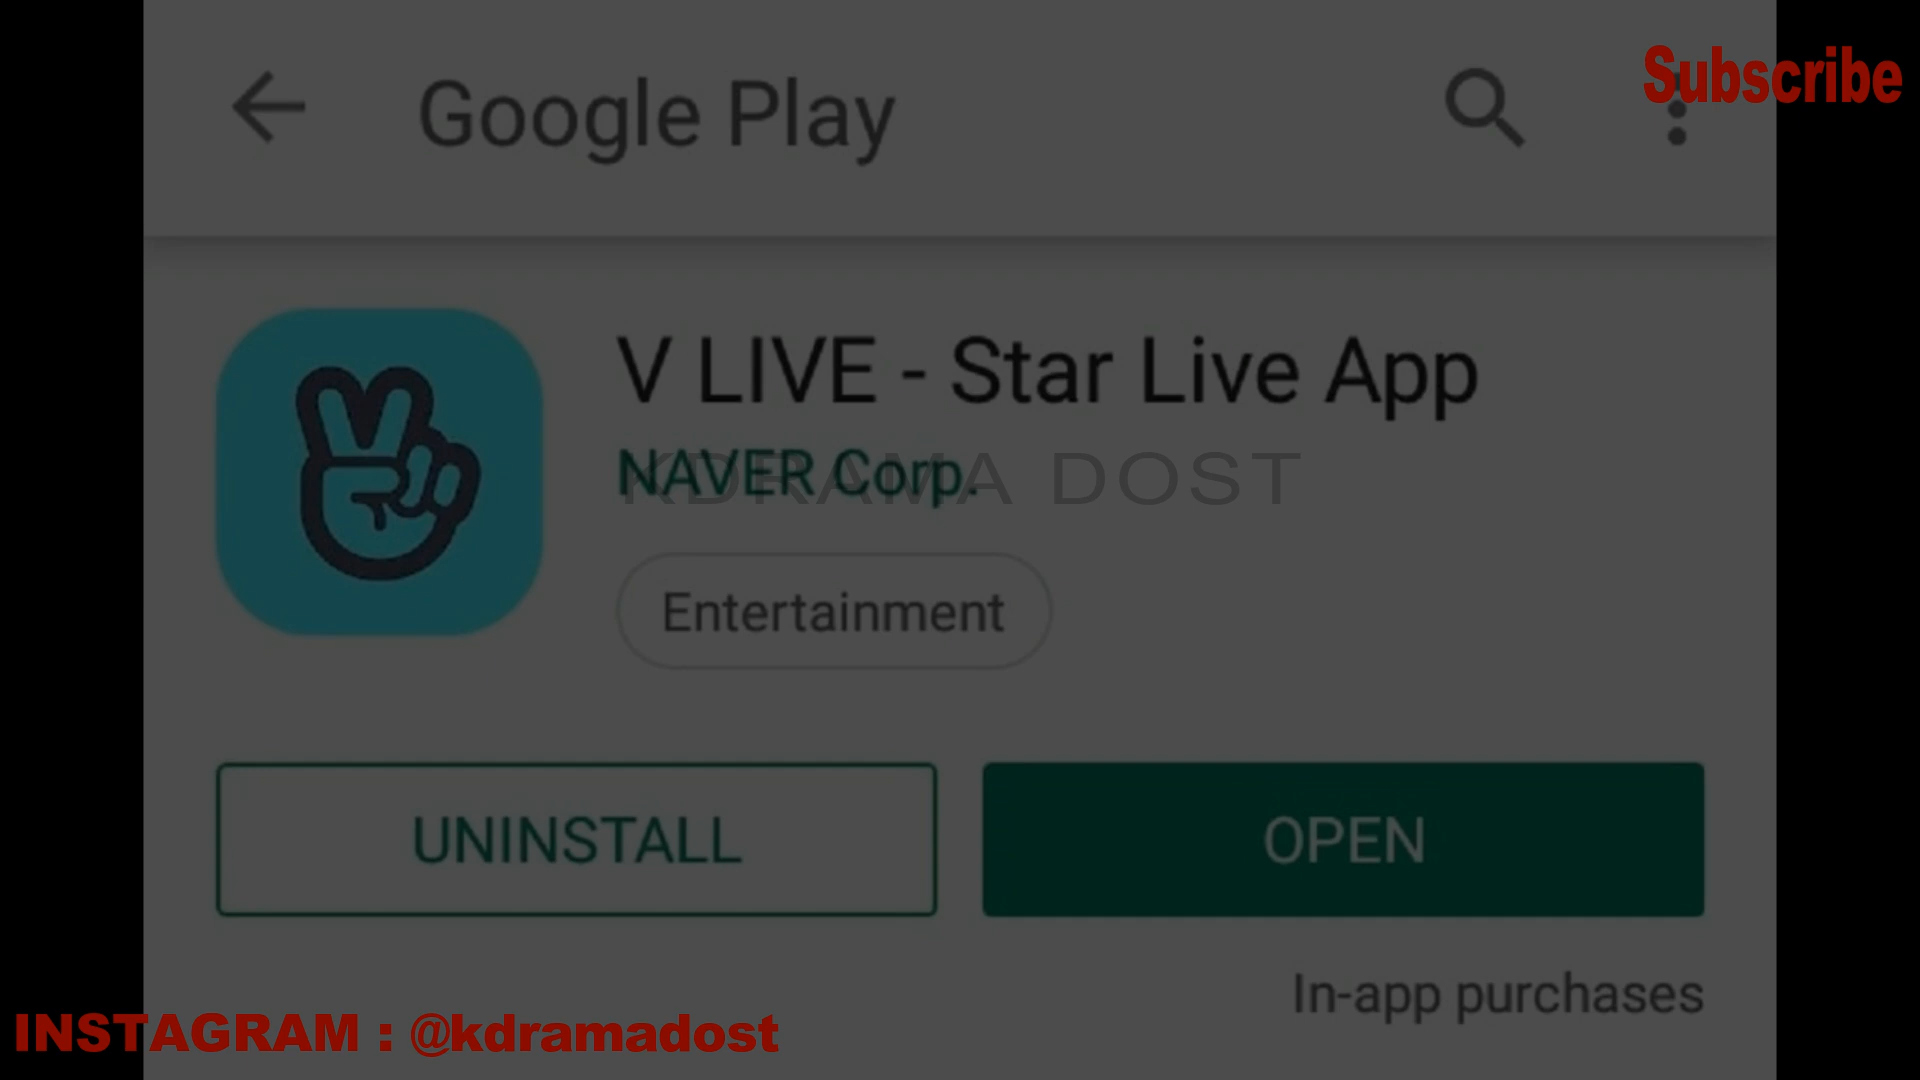 Subscribe
Google Play
V LIVE - Star Live App
NAVER Corp.
KDRAMA DOST
Entertainment
UNINSTALL
OPEN
In-app purchases
INSTAGRAM : @kdramadost